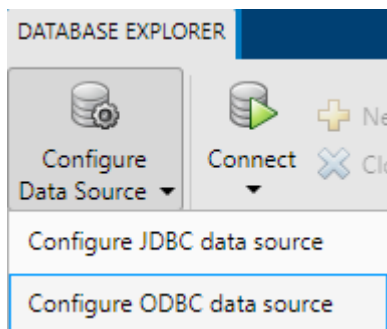 DATABASE EXPLORER
Configure
Data Source
Connect
Configure JDBC data source
Configure ODBC data source